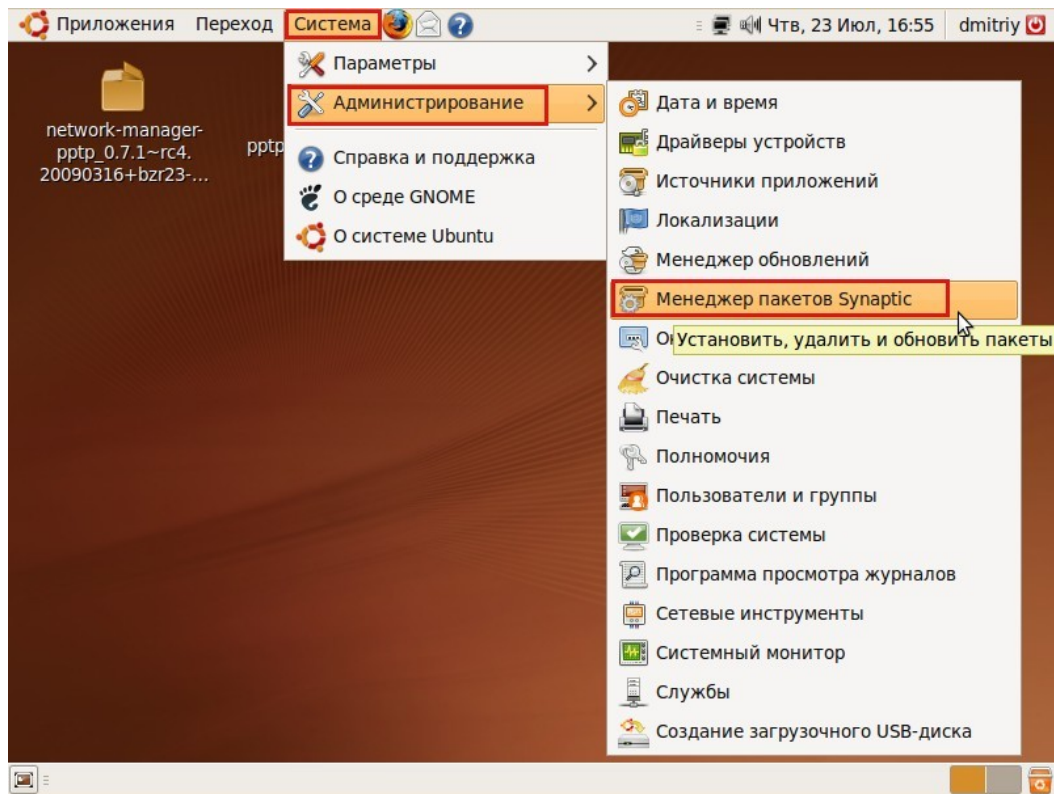 Приложения Переход Система
Чтв, 23 Июл, 16:55 dmitriy
network-manager-
pptp_0.7.1~rc4.
20090316+bzr23-...
pptp
Параметры
Администрирование
Справка и поддержка
О среде GNOME
О системе Ubuntu
Дата и время
Драйверы устройств
Источники приложений
Локализации
Менеджер обновлений
Менеджер пакетов Synaptic
Установить, удалить и обновить пакеты
Очистка системы
Печать
Полномочия
Пользователи и группы
Проверка системы
Программа просмотра журналов
Сетевые инструменты
Системный монитор
Службы
Создание загрузочного USB-диска